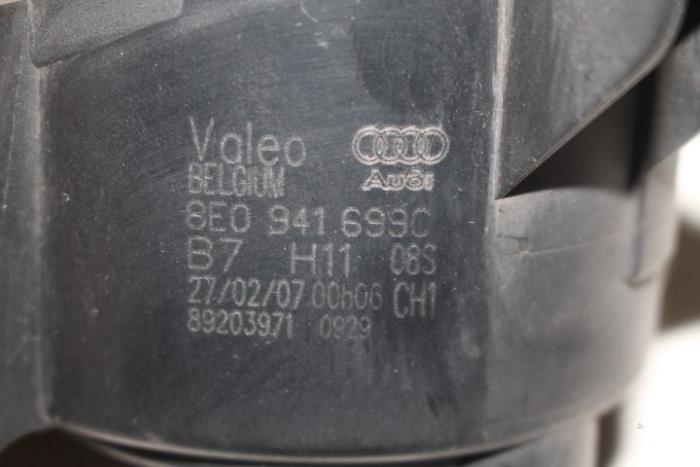 Valeo
BELGIUM
Audi
8E0 941 699C
B7 H11 08S
27/02/07 00h06 CH1
89203971 0929